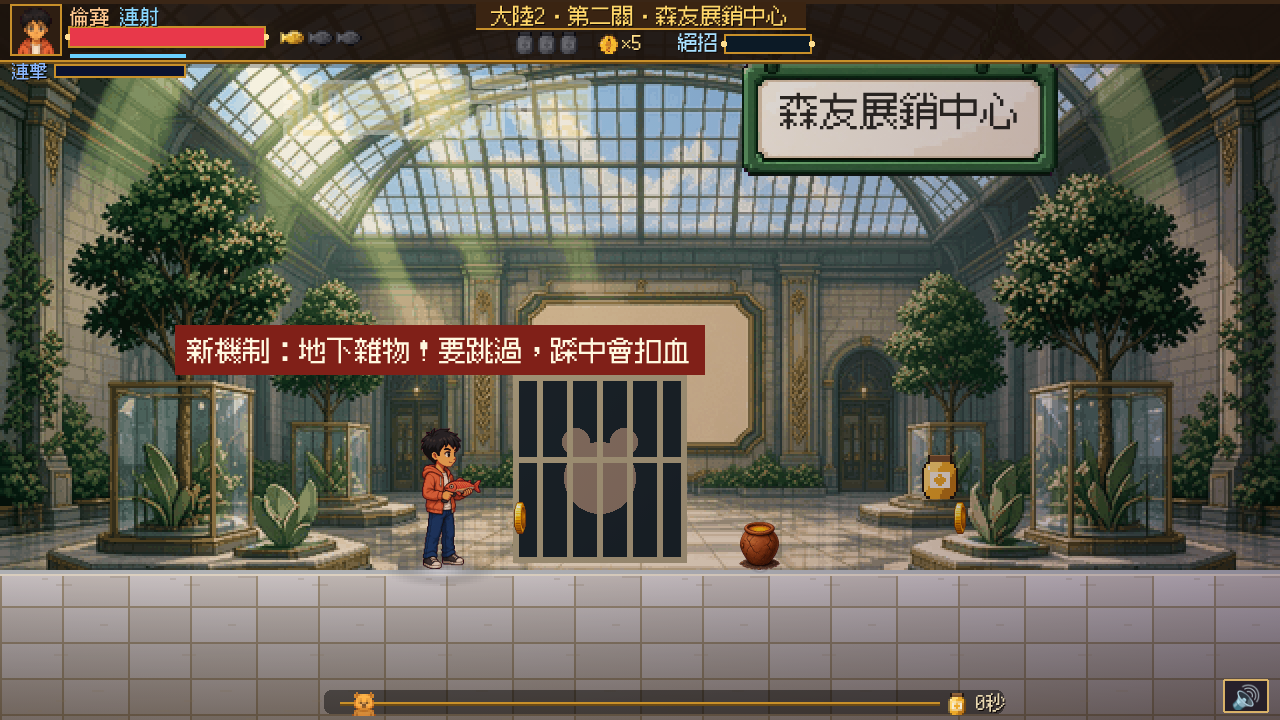 倫寶 連射
大陸2·第二關·森友展銷中心
×5
絕招
連擊
森友展銷中心
新機制：地下雜物！要跳過，踩中會扣血
0秒